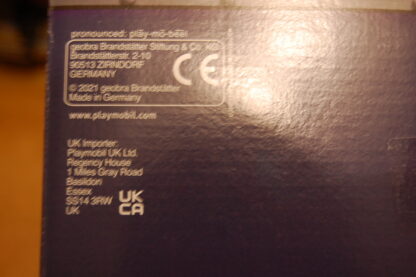 pronounced: plāy-mō-bēēl
geobra Brandstätter Stiftung & Co. KG
Brandstätterstr. 2-10
90513 ZIRNDORF
GERMANY
CE
© 2021 geobra Brandstätter
Made in Germany
www.playmobil.com
UK Importer:
Playmobil UK Ltd.
Regency House
1 Miles Gray Road
Basildon
Essex
SS14 3RW
UK
UK
CA